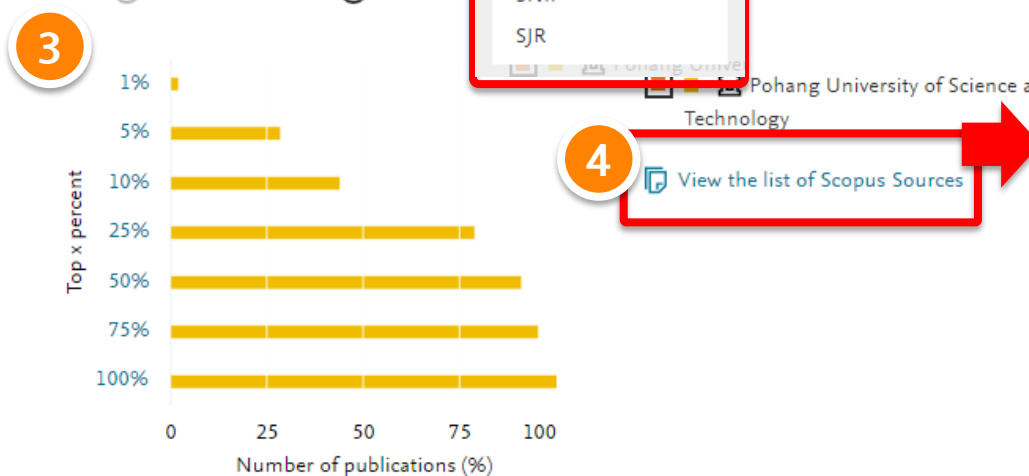 SJR
3
1%
Pohang University of Science a
Technology
5%
4
View the list of Scopus Sources
10%
25%
50%
75%
100%
Top x percent
0 25 50 75 100
Number of publications (%)